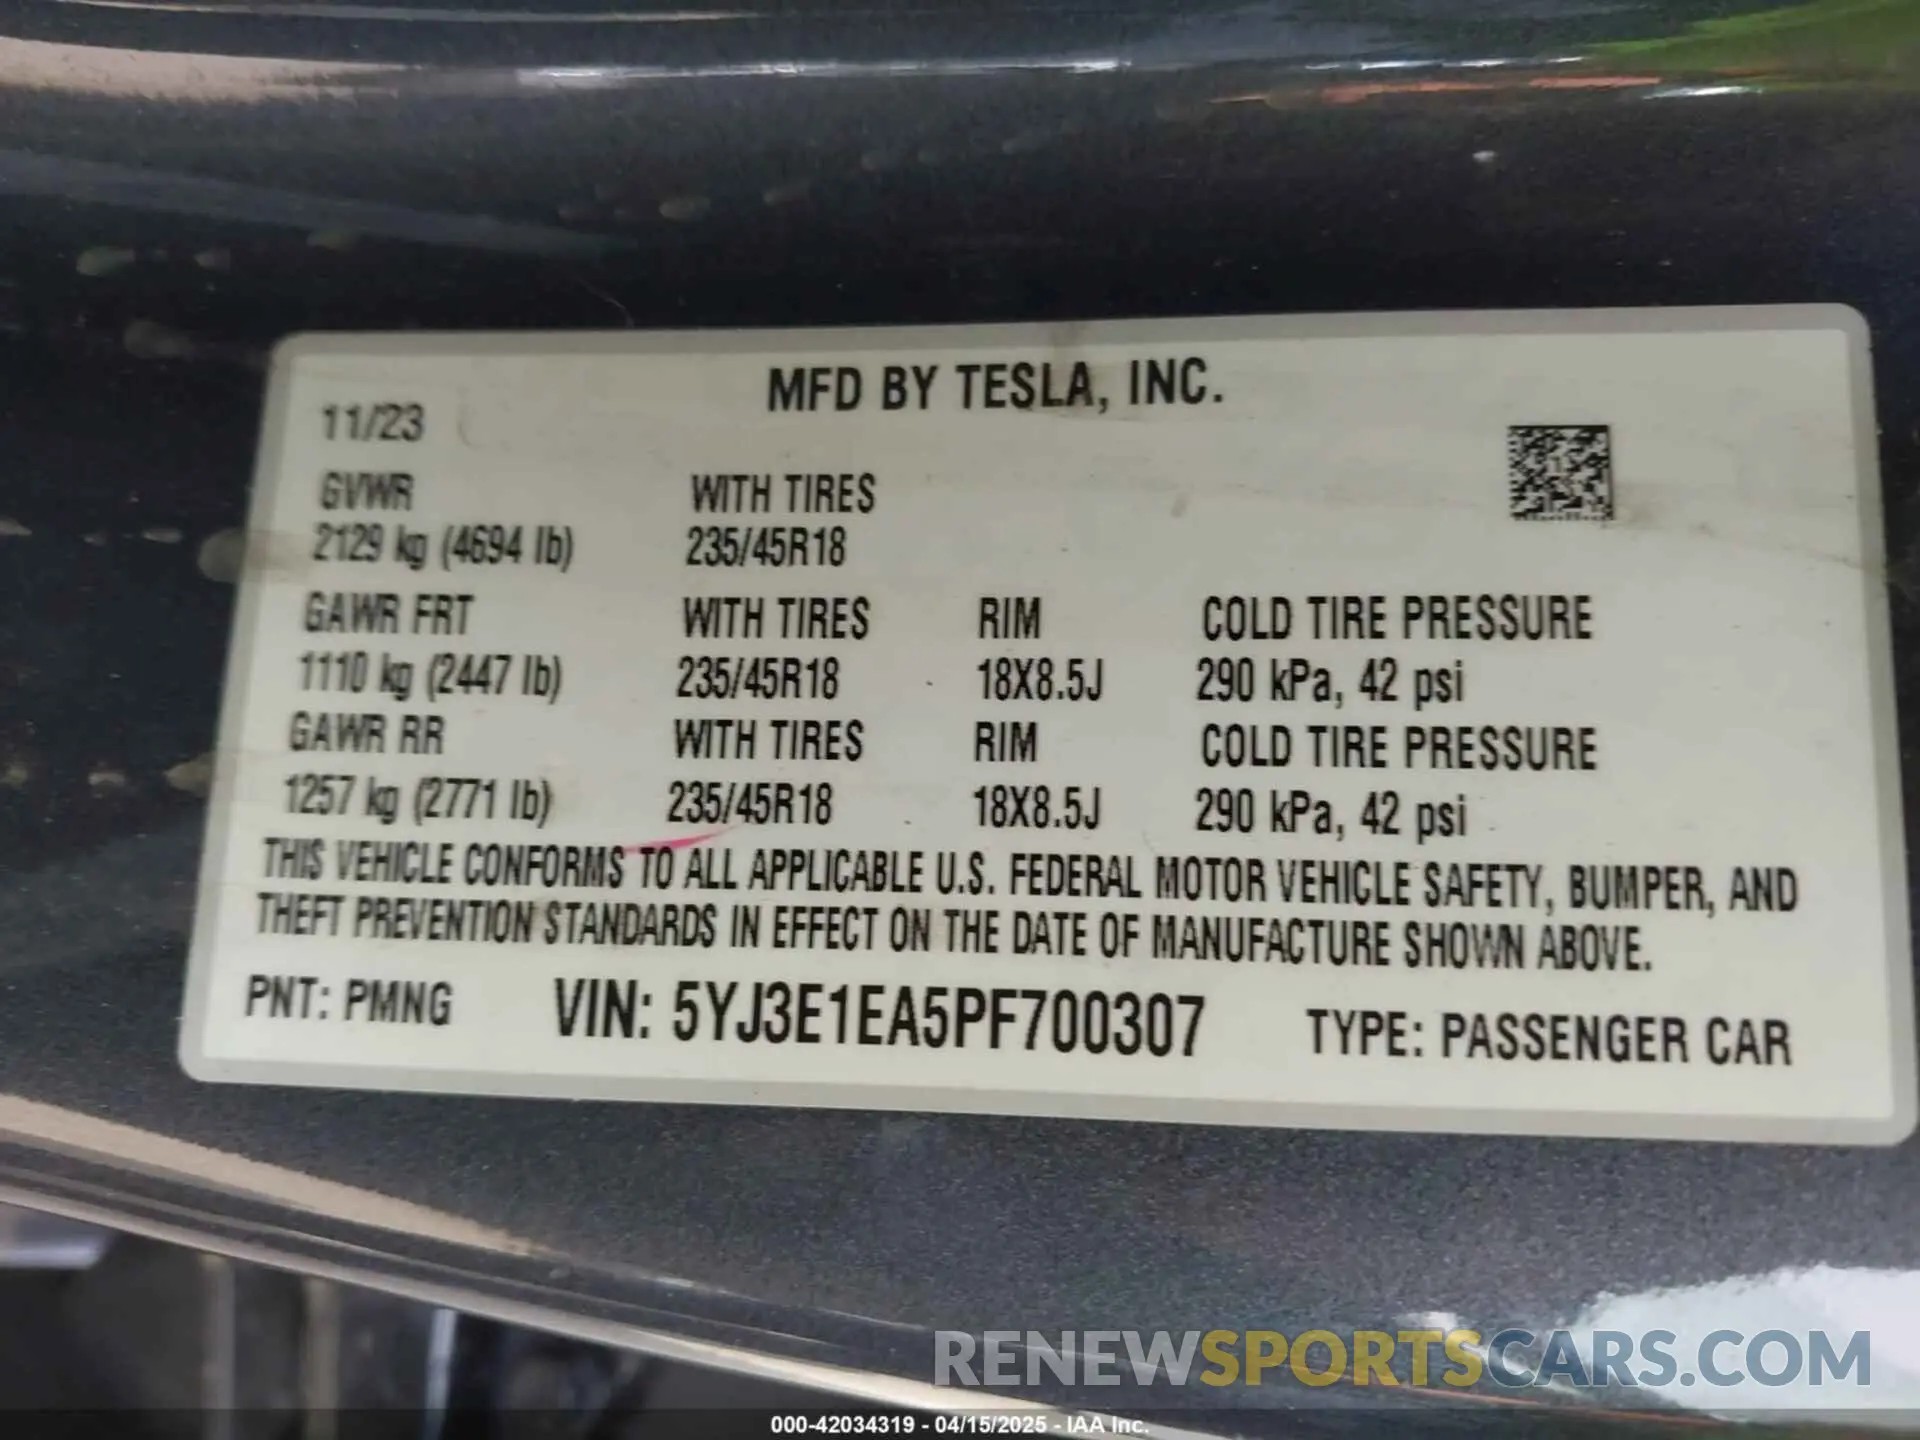 MFD BY TESLA, INC.
11/23
GVWR WITH TIRES
2129 kg (4694 lb) 235/45R18
GAWR FRT WITH TIRES RIM COLD TIRE PRESSURE
1110 kg (2447 lb) 235/45R18 18X8.5J 290 kPa, 42 psi
GAWR RR WITH TIRES RIM COLD TIRE PRESSURE
1257 kg (2771 lb) 235/45R18 18X8.5J 290 kPa, 42 psi
THIS VEHICLE CONFORMS TO ALL APPLICABLE U.S. FEDERAL MOTOR VEHICLE SAFETY, BUMPER, AND
THEFT PREVENTION STANDARDS IN EFFECT ON THE DATE OF MANUFACTURE SHOWN ABOVE.
PNT: PMNG VIN: 5YJ3E1EA5PF700307 TYPE: PASSENGER CAR
RENEWSPORTSCARS.COM
000-42034319 - 04/15/2025 - IAA Inc.